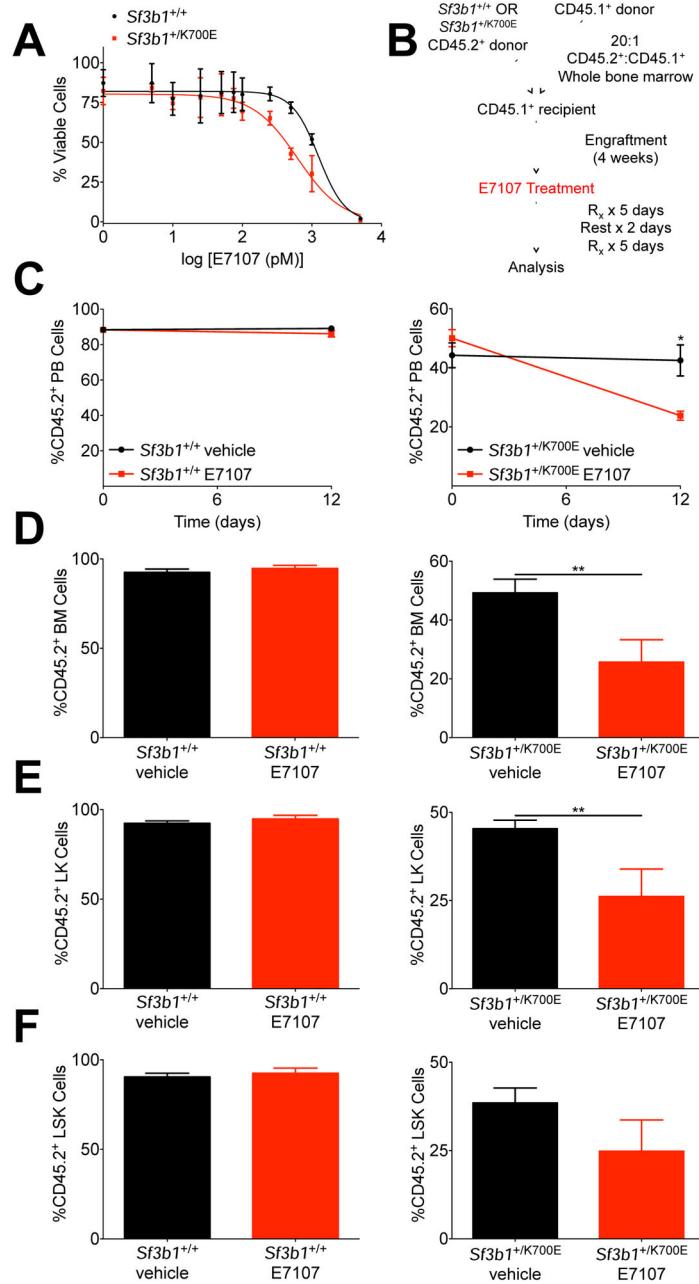 A
Sf3b1+/+
Sf3b1+/K700E
% Viable Cells
100
75
50
25
0
0
1
2
3
4
log [E7107 (pM)]
B
Sf3b1+/+ OR
Sf3b1+/K700E
CD45.2+ donor
CD45.1+ donor
20:1
CD45.2+:CD45.1+
Whole bone marrow
CD45.1+ recipient
Engraftment
(4 weeks)
E7107 Treatment
Rx x 5 days
Rest x 2 days
Rx x 5 days
Analysis
C
%CD45.2+ PB Cells
100
80
60
40
20
Sf3b1+/+ vehicle
Sf3b1+/+ E7107
0
6
12
Time (days)
%CD45.2+ PB Cells
60
40
20
*
Sf3b1+/K700E vehicle
Sf3b1+/K700E E7107
0
6
12
Time (days)
D
%CD45.2+ BM Cells
100
50
0
Sf3b1+/+
vehicle
Sf3b1+/+
E7107
%CD45.2+ BM Cells
60
40
20
0
**
Sf3b1+/K700E
vehicle
Sf3b1+/K700E
E7107
E
%CD45.2+ LK Cells
100
50
0
Sf3b1+/+
vehicle
Sf3b1+/+
E7107
%CD45.2+ LK Cells
50
25
0
**
Sf3b1+/K700E
vehicle
Sf3b1+/K700E
E7107
F
%CD45.2+ LSK Cells
100
50
0
Sf3b1+/+
vehicle
Sf3b1+/+
E7107
%CD45.2+ LSK Cells
50
25
0
Sf3b1+/K700E
vehicle
Sf3b1+/K700E
E7107